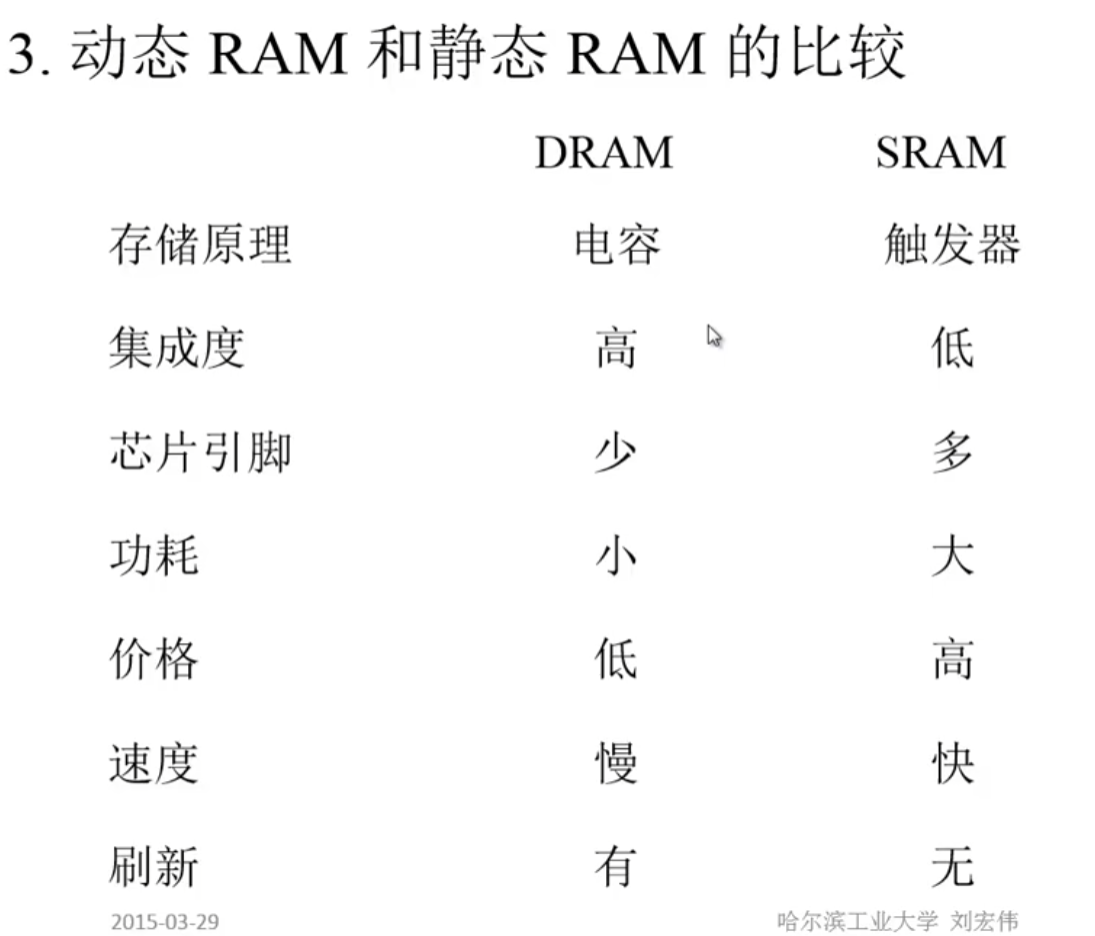 3. 动态 RAM 和静态 RAM 的比较
DRAM SRAM
存储原理 电容 触发器
集成度 高 低
芯片引脚 少 多
功耗 小 大
价格 低 高
速度 慢 快
刷新 有 无
2015-03-29 哈尔滨工业大学 刘宏伟